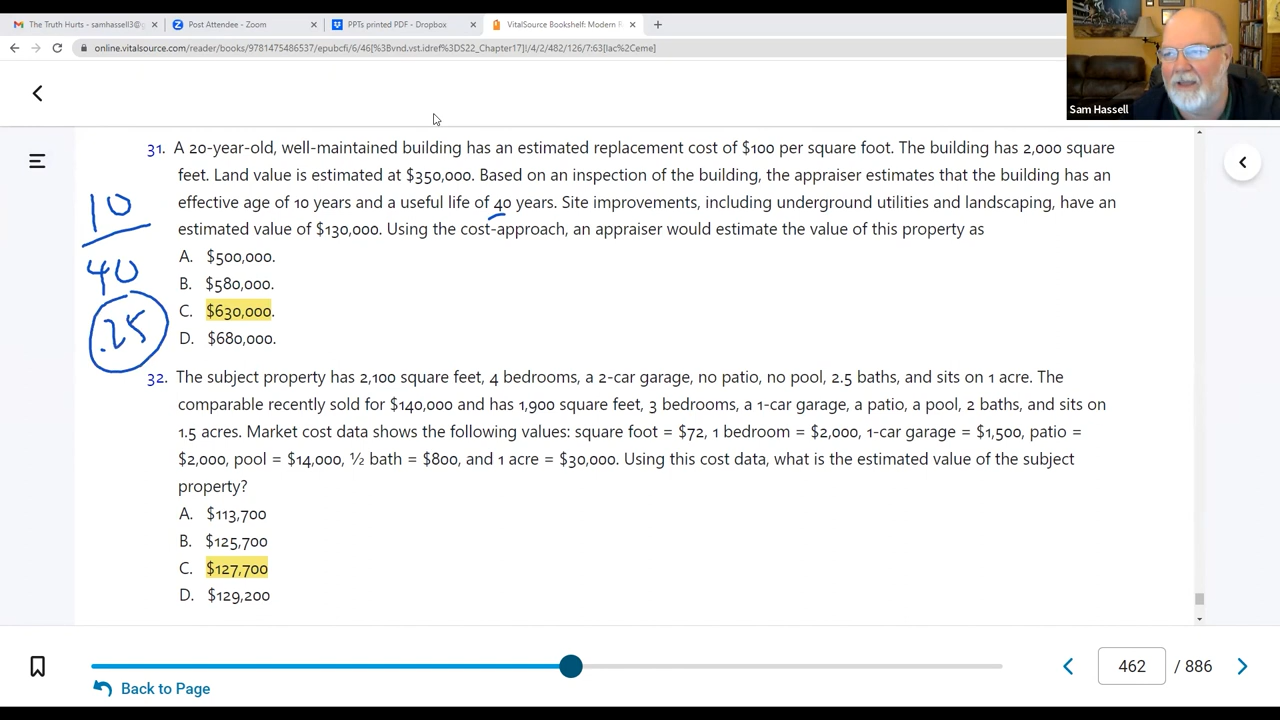 The Truth Hurts - samhassell3@g
Post Attendee - Zoom
PPTs printed PDF - Dropbox
VitalSource Bookshelf: Modern R
online.vitalsource.com/reader/books/9781475486537/epubcfi/6/46[%3Bvnd.vst.idref%3DS22_Chapter17]!/4/2/482/126/7:63[lac%2Ceme]
Sam Hassell
31. A 20-year-old, well-maintained building has an estimated replacement cost of $100 per square foot. The building has 2,000 square
feet. Land value is estimated at $350,000. Based on an inspection of the building, the appraiser estimates that the building has an
effective age of 10 years and a useful life of 40 years. Site improvements, including underground utilities and landscaping, have an
estimated value of $130,000. Using the cost-approach, an appraiser would estimate the value of this property as
A. $500,000.
B. $580,000.
C. $630,000.
D. $680,000.
10
40
.25
32. The subject property has 2,100 square feet, 4 bedrooms, a 2-car garage, no patio, no pool, 2.5 baths, and sits on 1 acre. The
comparable recently sold for $140,000 and has 1,900 square feet, 3 bedrooms, a 1-car garage, a patio, a pool, 2 baths, and sits on
1.5 acres. Market cost data shows the following values: square foot = $72, 1 bedroom = $2,000, 1-car garage = $1,500, patio =
$2,000, pool = $14,000, ½ bath = $800, and 1 acre = $30,000. Using this cost data, what is the estimated value of the subject
property?
A. $113,700
B. $125,700
C. $127,700
D. $129,200
462 / 886
Back to Page